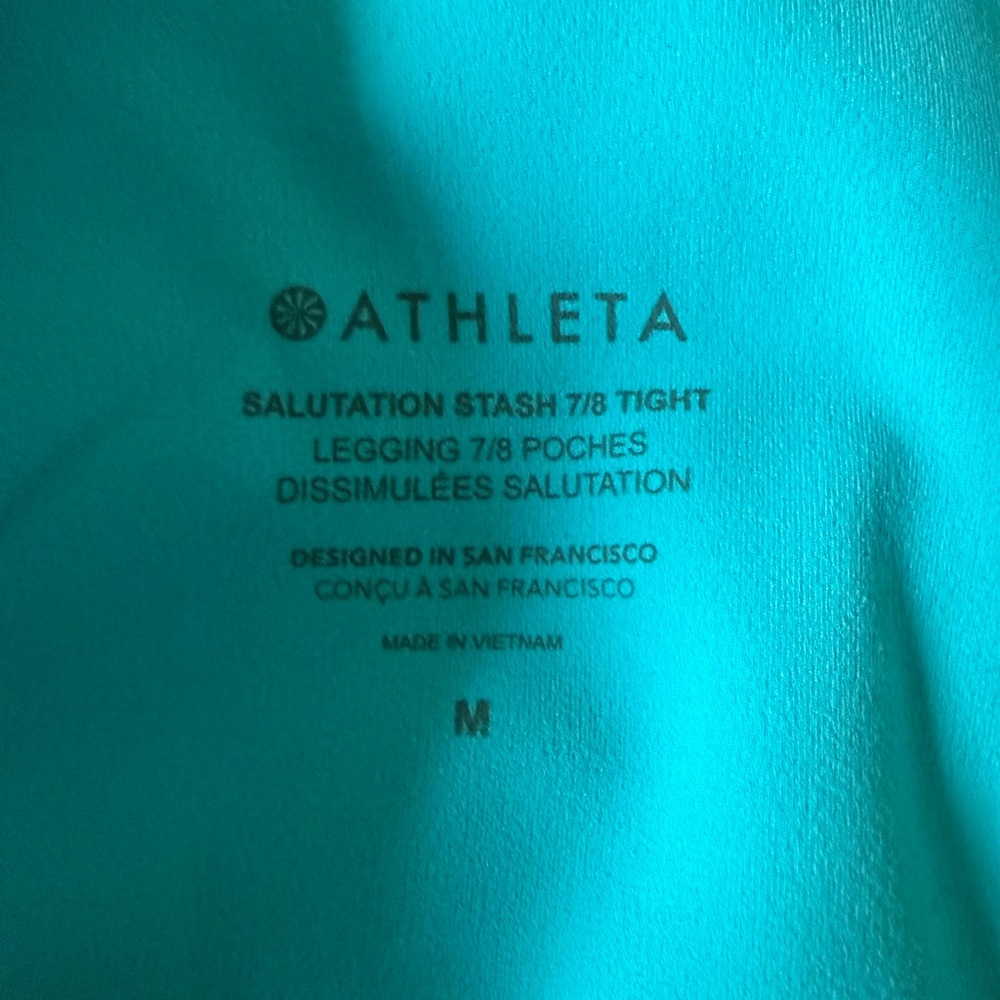 ATHLETA
SALUTATION STASH 7/8 TIGHT
LEGGING 7/8 POCHES
DISSIMULÉES SALUTATION
DESIGNED IN SAN FRANCISCO
CONÇU À SAN FRANCISCO
MADE IN VIETNAM
M